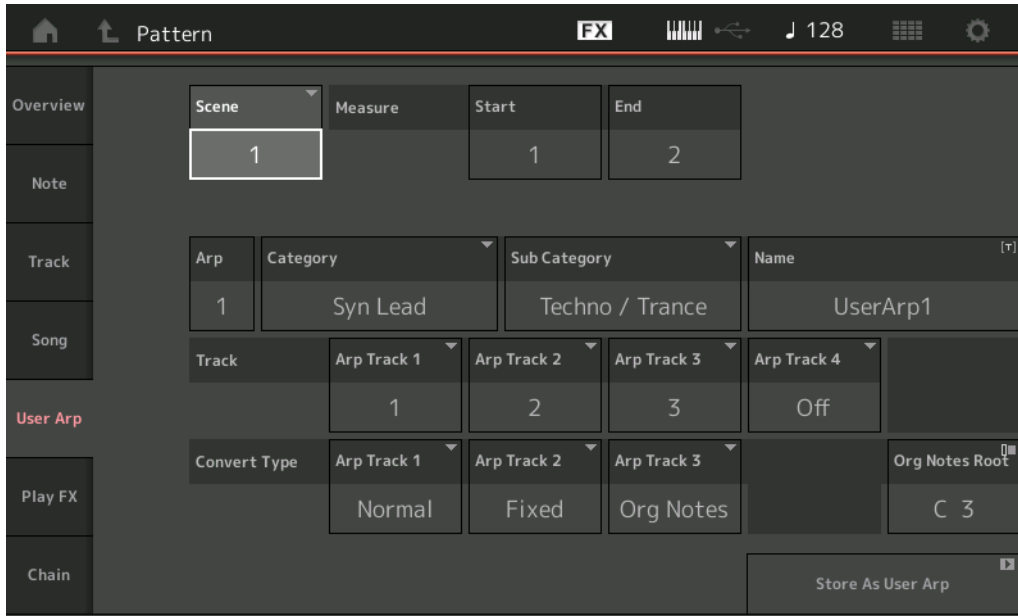 Pattern FX ♩ 128
Overview
Note
Track
Song
User Arp
Play FX
Chain
Scene Measure Start End
1 1 2
Arp Category Sub Category Name [T]
1 Syn Lead Techno / Trance UserArp1
Track Arp Track 1 Arp Track 2 Arp Track 3 Arp Track 4
1 2 3 Off
Convert Type Arp Track 1 Arp Track 2 Arp Track 3 Org Notes Root
Normal Fixed Org Notes C 3
Store As User Arp